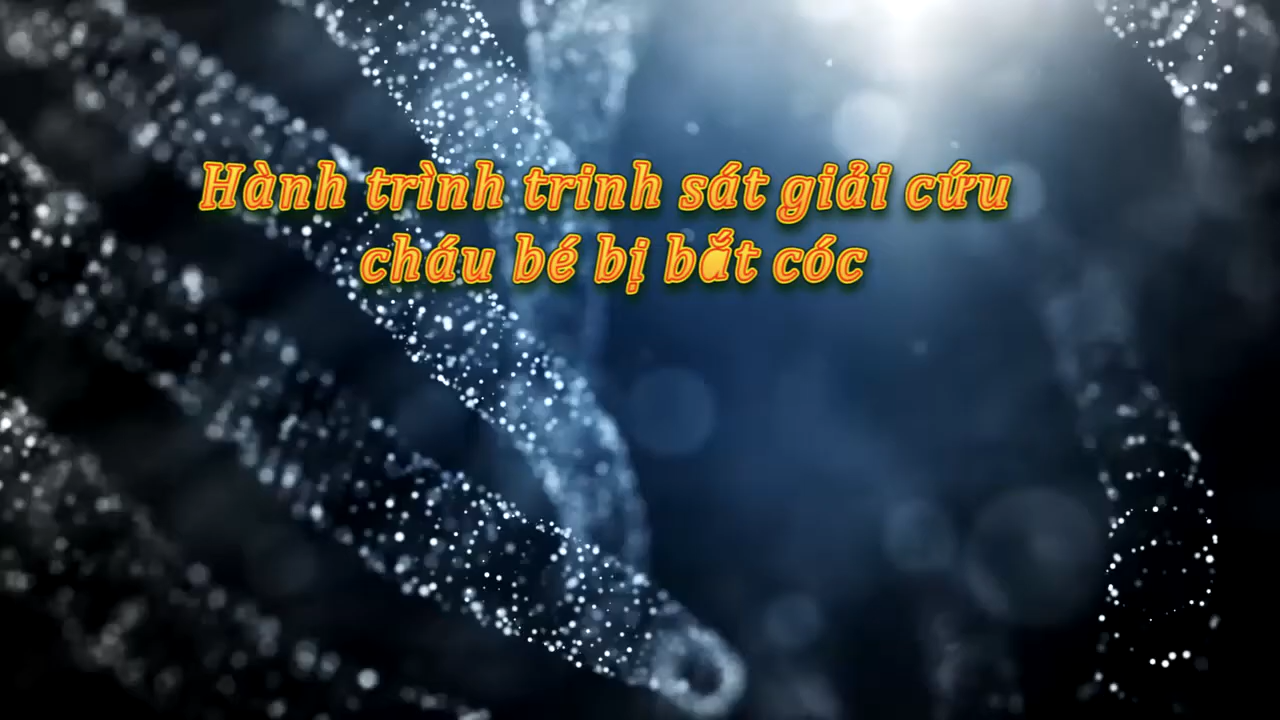 Hành trình trinh sát giải cứu
cháu bé bị bắt cóc